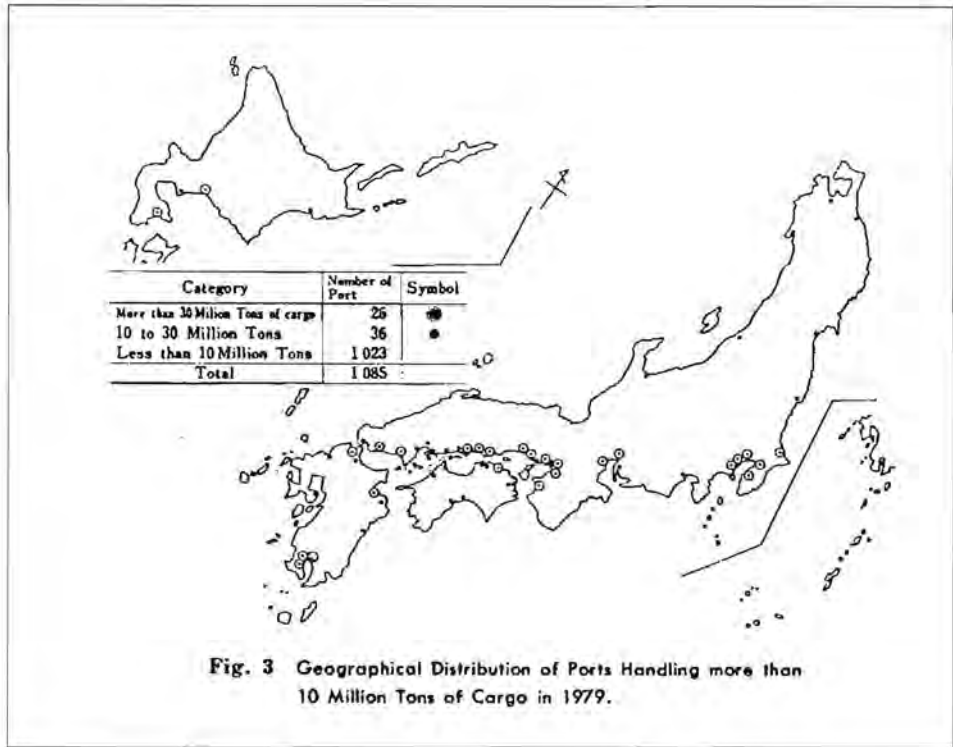 Category Number of Port Symbol
More than 30 Million Tons of cargo 26
10 to 30 Million Tons 36
Less than 10 Million Tons 1 023
Total 1 085
Fig. 3 Geographical Distribution of Ports Handling more than
10 Million Tons of Cargo in 1979.